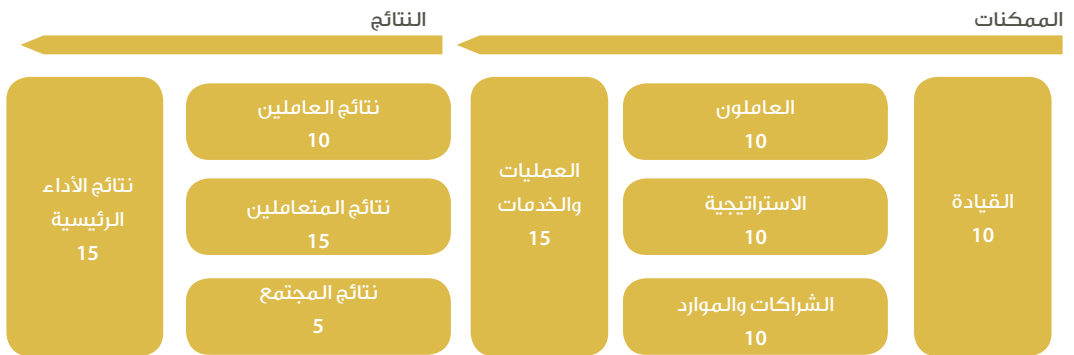 الممكنات
النتائج
القيادة
10
العاملون
10
الاستراتيجية
10
الشراكات والموارد
10
العمليات
والخدمات
15
نتائج العاملين
10
نتائج المتعاملين
15
نتائج المجتمع
5
نتائج الأداء
الرئيسية
15